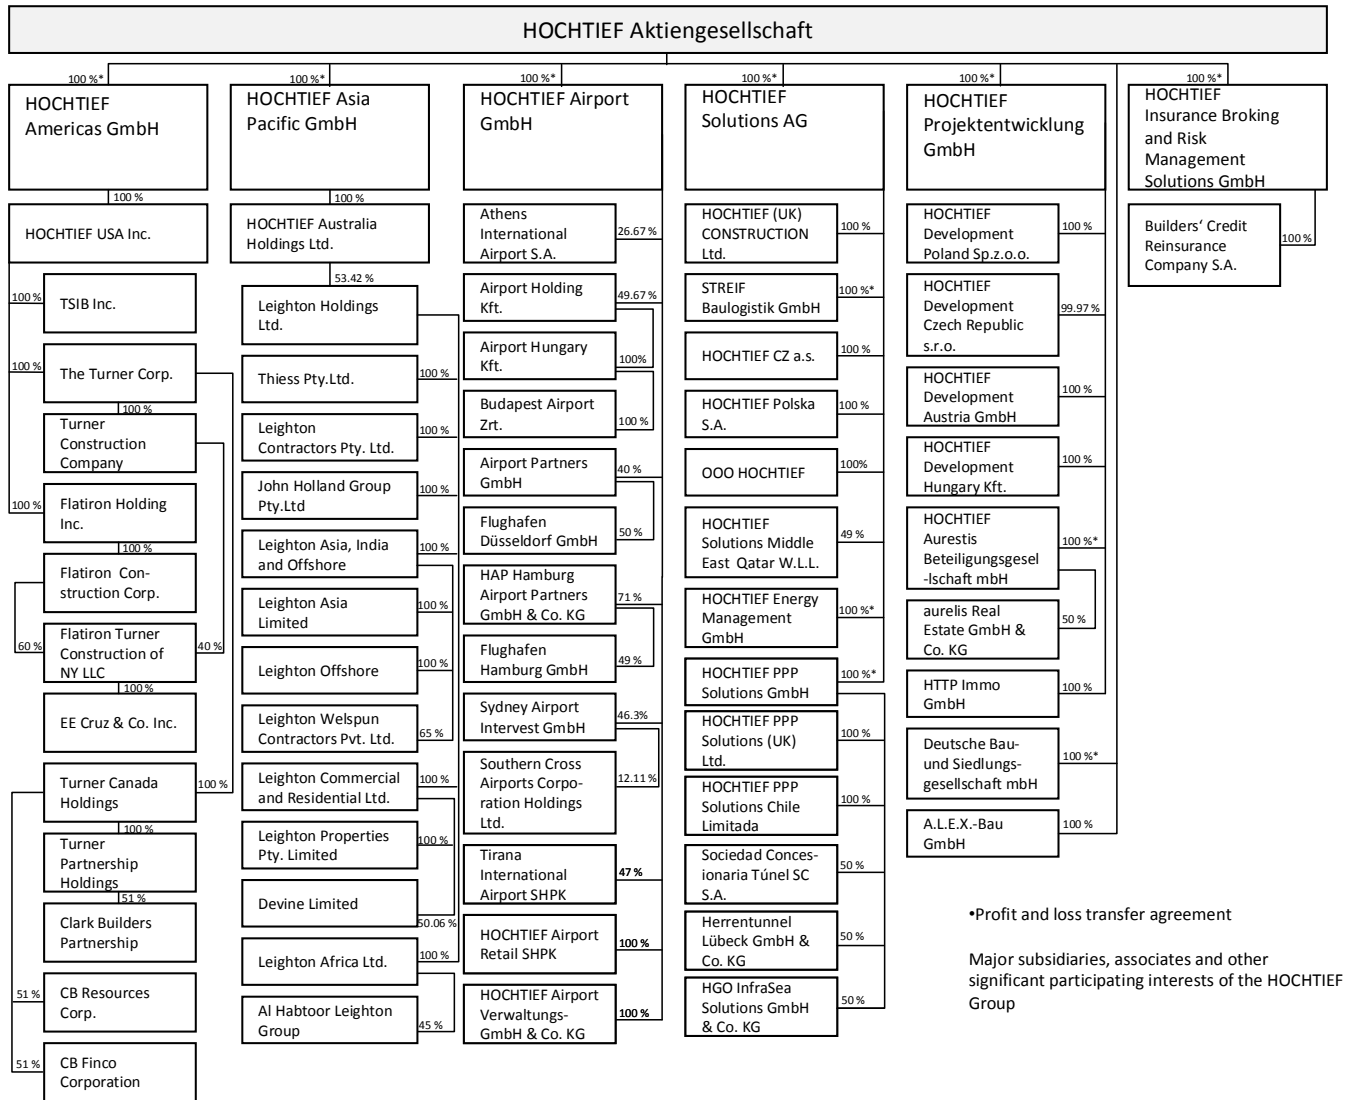 HOCHTIEF Aktiengesellschaft
100 %*
100 %*
100 %*
100 %*
100 %*
100 %*
HOCHTIEF
Americas GmbH
HOCHTIEF Asia
Pacific GmbH
HOCHTIEF Airport
GmbH
HOCHTIEF
Solutions AG
HOCHTIEF
Projektentwicklung
GmbH
HOCHTIEF
Insurance Broking
and Risk
Management
Solutions GmbH
100 %
HOCHTIEF USA Inc.
100 %
TSIB Inc.
100 %
The Turner Corp.
100 %
Turner
Construction
Company
100 %
Flatiron Holding
Inc.
100 %
Flatiron Con-
struction Corp.
60 %
Flatiron Turner
Construction of
NY LLC
40 %
100 %
EE Cruz & Co. Inc.
Turner Canada
Holdings
100 %
100 %
Turner
Partnership
Holdings
51 %
Clark Builders
Partnership
51 %
CB Resources
Corp.
51 %
CB Finco
Corporation
100 %
HOCHTIEF Australia
Holdings Ltd.
53.42 %
Leighton Holdings
Ltd.
Thiess Pty.Ltd.
100 %
Leighton
Contractors Pty. Ltd.
100 %
John Holland Group
Pty.Ltd
100 %
Leighton Asia, India
and Offshore
100 %
Leighton Asia
Limited
100 %
Leighton Offshore
100 %
Leighton Welspun
Contractors Pvt. Ltd.
65 %
Leighton Commercial
and Residential Ltd.
100 %
Leighton Properties
Pty. Limited
100 %
Devine Limited
50.06 %
Leighton Africa Ltd.
100 %
Al Habtoor Leighton
Group
45 %
Athens
International
Airport S.A.
26.67 %
Airport Holding
Kft.
49.67 %
Airport Hungary
Kft.
100%
Budapest Airport
Zrt.
100 %
Airport Partners
GmbH
40 %
Flughafen
Düsseldorf GmbH
50 %
HAP Hamburg
Airport Partners
GmbH & Co. KG
71 %
Flughafen
Hamburg GmbH
49 %
Sydney Airport
Intervest GmbH
46.3%
Southern Cross
Airports Corpo-
ration Holdings
Ltd.
12.11 %
Tirana
International
Airport SHPK
47 %
HOCHTIEF Airport
Retail SHPK
100 %
HOCHTIEF Airport
Verwaltungs-
GmbH & Co. KG
100 %
HOCHTIEF (UK)
CONSTRUCTION
Ltd.
100 %
STREIF
Baulogistik GmbH
100 %*
HOCHTIEF CZ a.s.
100 %
HOCHTIEF Polska
S.A.
100 %
OOO HOCHTIEF
100%
HOCHTIEF
Solutions Middle
East Qatar W.L.L.
49 %
HOCHTIEF Energy
Management
GmbH
100 %*
HOCHTIEF PPP
Solutions GmbH
100 %*
HOCHTIEF PPP
Solutions (UK)
Ltd.
100 %
HOCHTIEF PPP
Solutions Chile
Limitada
100 %
Sociedad Conces-
ionaria Túnel SC
S.A.
50 %
Herrentunnel
Lübeck GmbH &
Co. KG
50 %
HGO InfraSea
Solutions GmbH
& Co. KG
50 %
HOCHTIEF
Development
Poland Sp.z.o.o.
100 %
HOCHTIEF
Development
Czech Republic
s.r.o.
99.97 %
HOCHTIEF
Development
Austria GmbH
100 %
HOCHTIEF
Development
Hungary Kft.
100 %
HOCHTIEF
Aurestis
Beteiligungsgesel
-lschaft mbH
100 %*
aurelis Real
Estate GmbH &
Co. KG
50 %
HTTP Immo
GmbH
100 %
Deutsche Bau-
und Siedlungs-
gesellschaft mbH
100 %*
A.L.E.X.-Bau
GmbH
100 %
Builders‘ Credit
Reinsurance
Company S.A.
100 %
•Profit and loss transfer agreement
Major subsidiaries, associates and other
significant participating interests of the HOCHTIEF
Group